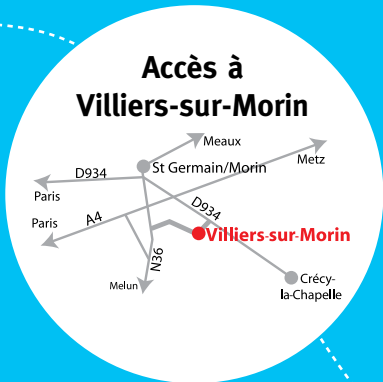 Accès à
Villiers-sur-Morin
Meaux
Metz
St Germain/Morin
D934
Paris
Paris
A4
D934
Villiers-sur-Morin
N36
Melun
Crécy-
la-Chapelle